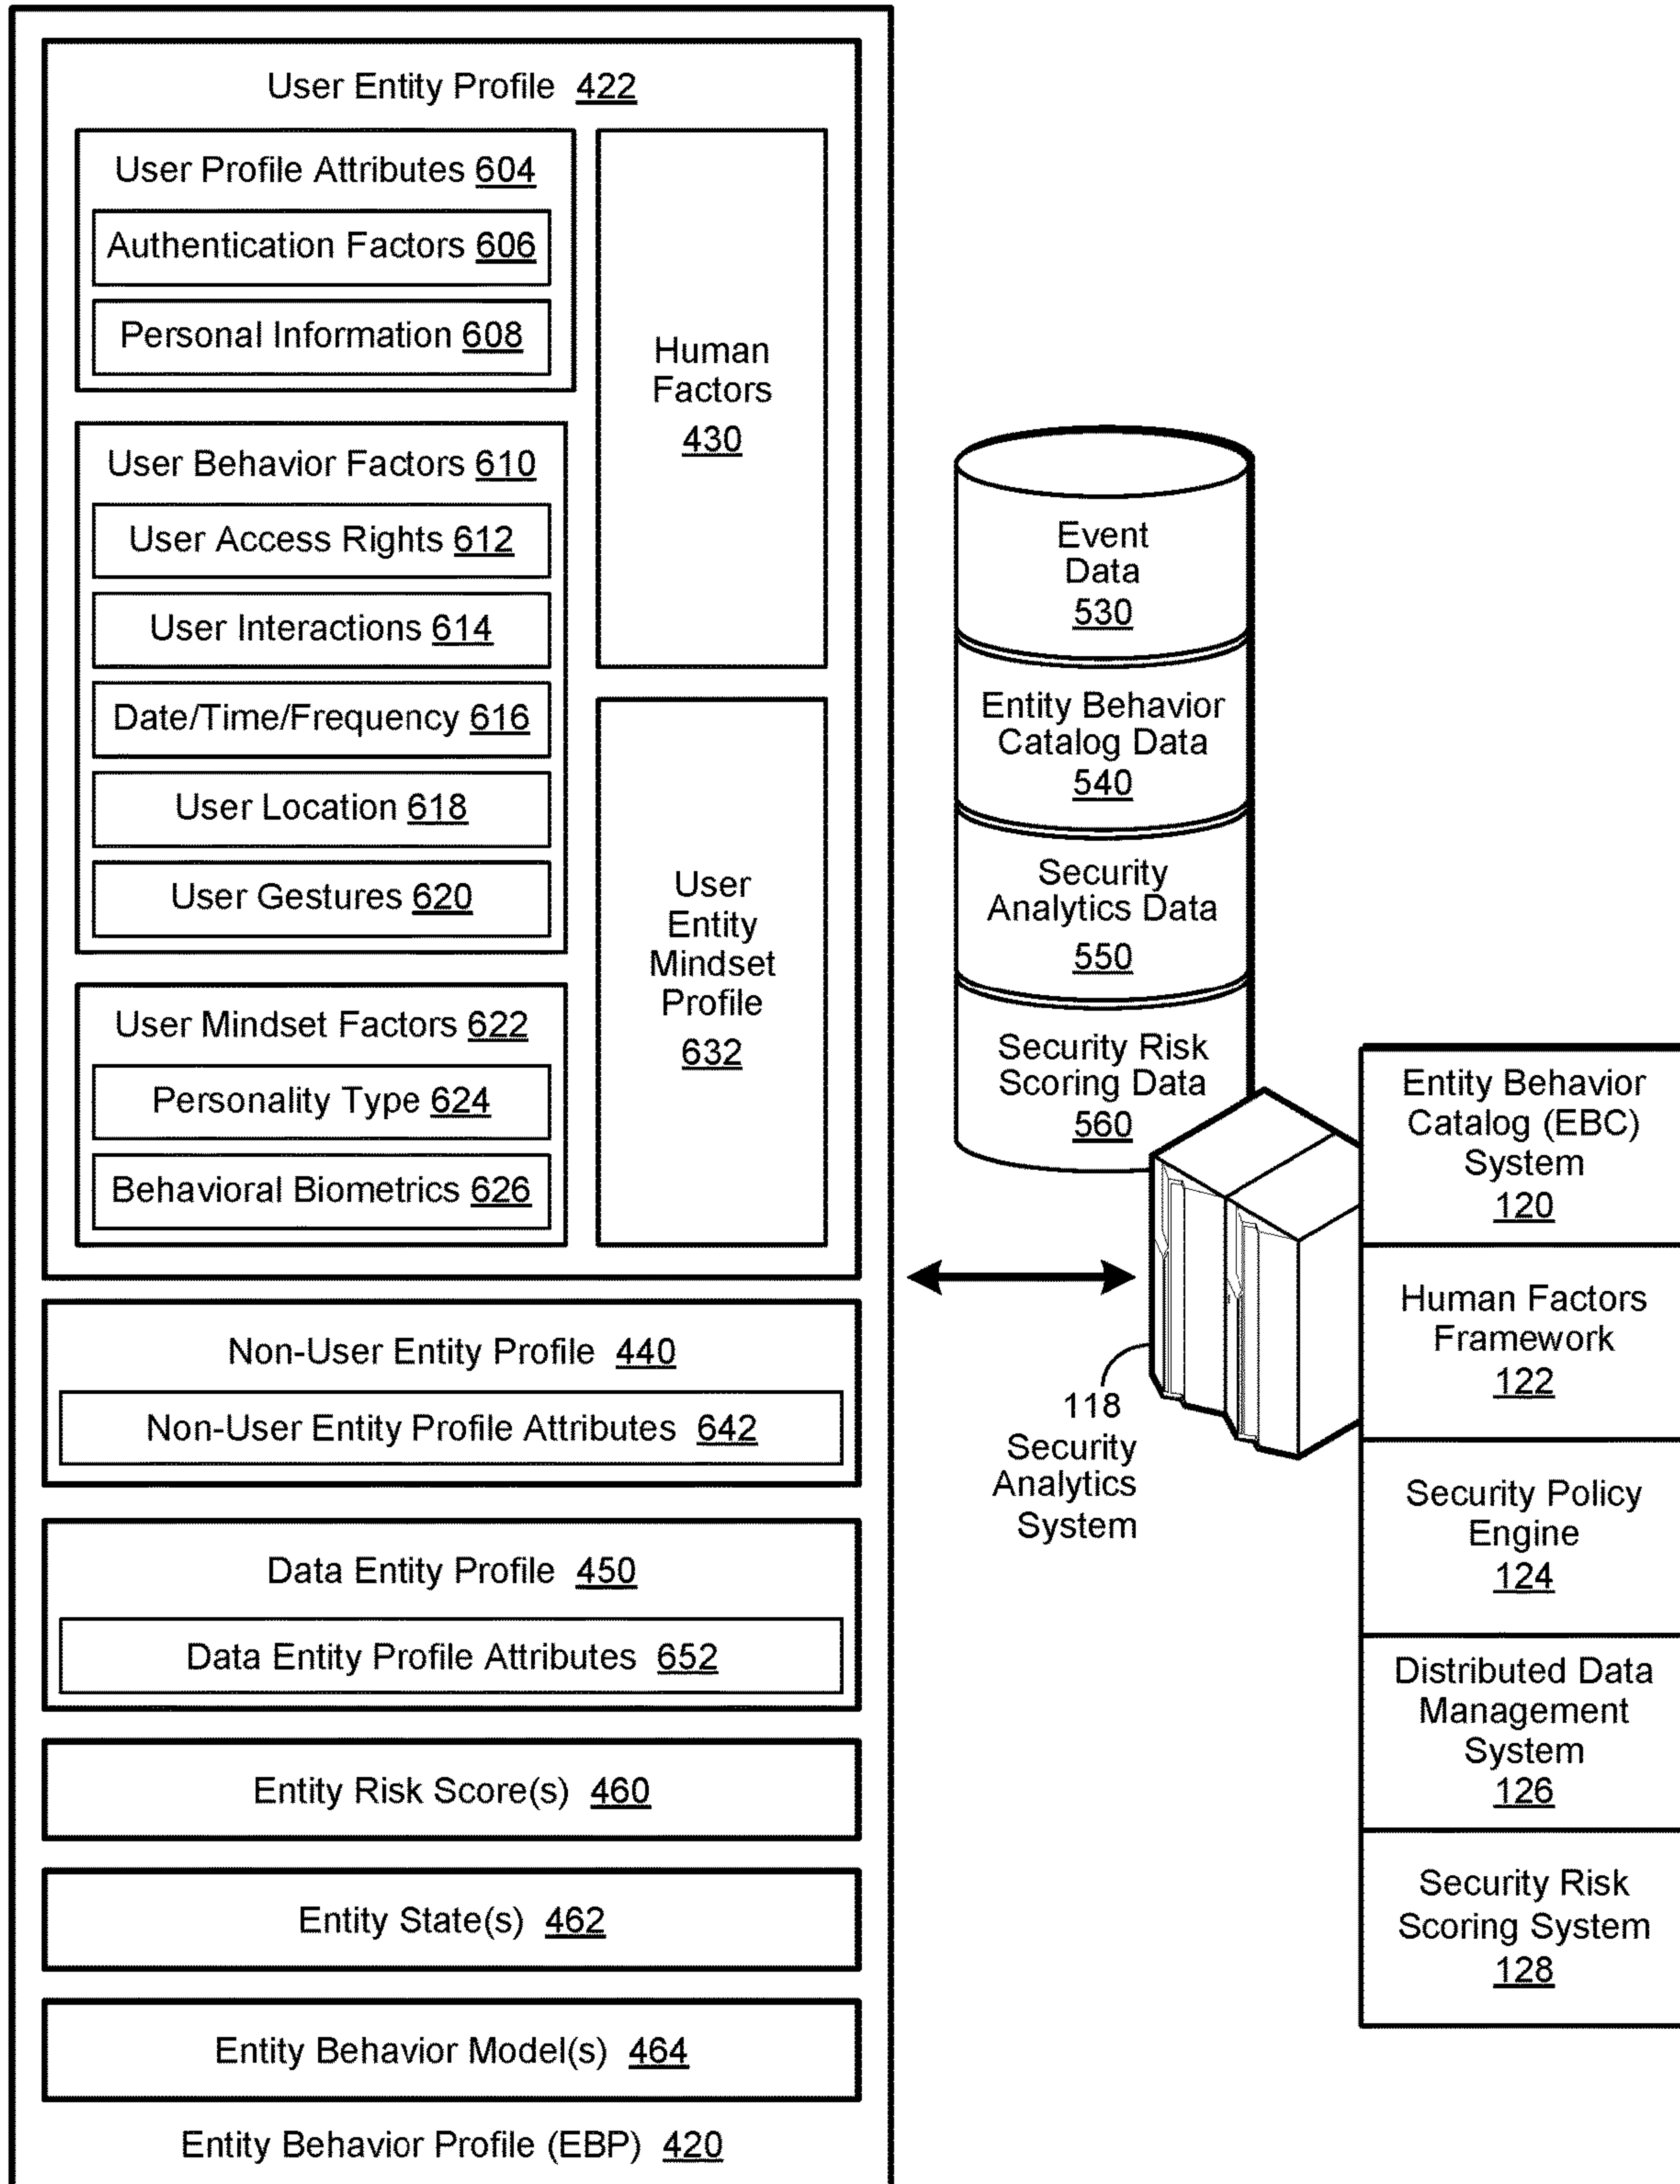 User Entity Profile 422
User Profile Attributes 604
Authentication Factors 606
Personal Information 608
User Behavior Factors 610
User Access Rights 612
User Interactions 614
Date/Time/Frequency 616
User Location 618
User Gestures 620
User Mindset Factors 622
Personality Type 624
Behavioral Biometrics 626
Human
Factors
430
User
Entity
Mindset
Profile
632
Non-User Entity Profile 440
Non-User Entity Profile Attributes 642
Data Entity Profile 450
Data Entity Profile Attributes 652
Entity Risk Score(s) 460
Entity State(s) 462
Entity Behavior Model(s) 464
Entity Behavior Profile (EBP) 420
Event
Data
530
Entity Behavior
Catalog Data
540
Security
Analytics Data
550
Security Risk
Scoring Data
560
118
Security
Analytics
System
Entity Behavior
Catalog (EBC)
System
120
Human Factors
Framework
122
Security Policy
Engine
124
Distributed Data
Management
System
126
Security Risk
Scoring System
128